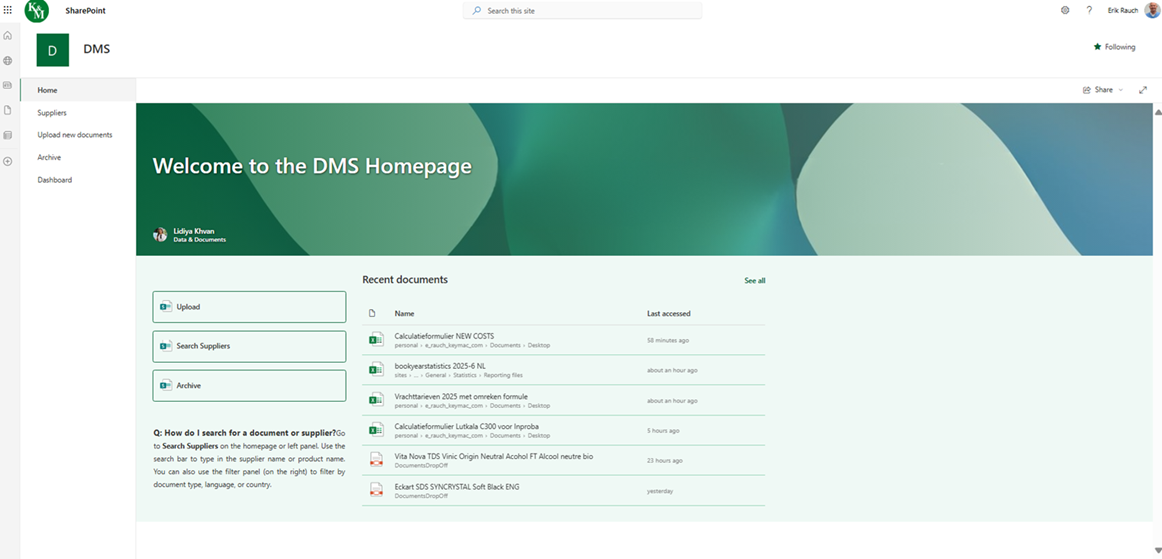 K&M
SharePoint
Search this site
?
Erik Rauch
D
DMS
Following
Home
Suppliers
Upload new documents
Archive
Dashboard
Share
Welcome to the DMS Homepage
Lidiya Khvan
Data & Documents
Upload
Search Suppliers
Archive
Q: How do I search for a document or supplier?Go
to Search Suppliers on the homepage or left panel. Use
the search bar to type in the supplier name or product name.
You can also use the filter panel (on the right) to filter by
document type, language, or country.
Recent documents
See all
Name
Last accessed
Calculatieformulier NEW COSTS
personal › e_rauch_keymac_com › Documents › Desktop
58 minutes ago
bookyearstatistics 2025-6 NL
sites › ... › General › Statistics › Reporting files
about an hour ago
Vrachttarieven 2025 met omreken formule
personal › e_rauch_keymac_com › Documents › Desktop
about an hour ago
Calculatieformulier Lutkala C300 voor Inproba
personal › e_rauch_keymac_com › Documents › Desktop
5 hours ago
Vita Nova TDS Vinic Origin Neutral Acohol FT Alcool neutre bio
DocumentsDropOff
23 hours ago
Eckart SDS SYNCRYSTAL Soft Black ENG
DocumentsDropOff
yesterday